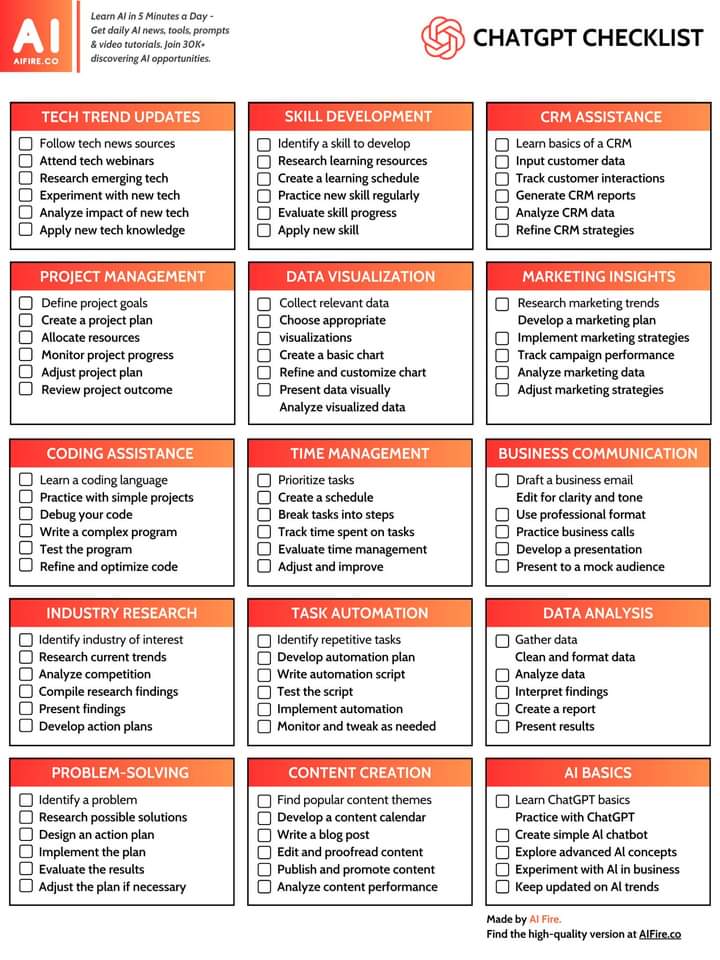 AI
AIFIRE.CO
Learn AI in 5 Minutes a Day -
Get daily AI news, tools, prompts
& video tutorials. Join 30K+
discovering AI opportunities.
CHATGPT CHECKLIST
TECH TREND UPDATES
Follow tech news sources
Attend tech webinars
Research emerging tech
Experiment with new tech
Analyze impact of new tech
Apply new tech knowledge
SKILL DEVELOPMENT
Identify a skill to develop
Research learning resources
Create a learning schedule
Practice new skill regularly
Evaluate skill progress
Apply new skill
CRM ASSISTANCE
Learn basics of a CRM
Input customer data
Track customer interactions
Generate CRM reports
Analyze CRM data
Refine CRM strategies
PROJECT MANAGEMENT
Define project goals
Create a project plan
Allocate resources
Monitor project progress
Adjust project plan
Review project outcome
DATA VISUALIZATION
Collect relevant data
Choose appropriate
visualizations
Create a basic chart
Refine and customize chart
Present data visually
Analyze visualized data
MARKETING INSIGHTS
Research marketing trends
Develop a marketing plan
Implement marketing strategies
Track campaign performance
Analyze marketing data
Adjust marketing strategies
CODING ASSISTANCE
Learn a coding language
Practice with simple projects
Debug your code
Write a complex program
Test the program
Refine and optimize code
TIME MANAGEMENT
Prioritize tasks
Create a schedule
Break tasks into steps
Track time spent on tasks
Evaluate time management
Adjust and improve
BUSINESS COMMUNICATION
Draft a business email
Edit for clarity and tone
Use professional format
Practice business calls
Develop a presentation
Present to a mock audience
INDUSTRY RESEARCH
Identify industry of interest
Research current trends
Analyze competition
Compile research findings
Present findings
Develop action plans
TASK AUTOMATION
Identify repetitive tasks
Develop automation plan
Write automation script
Test the script
Implement automation
Monitor and tweak as needed
DATA ANALYSIS
Gather data
Clean and format data
Analyze data
Interpret findings
Create a report
Present results
PROBLEM-SOLVING
Identify a problem
Research possible solutions
Design an action plan
Implement the plan
Evaluate the results
Adjust the plan if necessary
CONTENT CREATION
Find popular content themes
Develop a content calendar
Write a blog post
Edit and proofread content
Publish and promote content
Analyze content performance
AI BASICS
Learn ChatGPT basics
Practice with ChatGPT
Create simple AI chatbot
Explore advanced AI concepts
Experiment with AI in business
Keep updated on AI trends
Made by AI Fire.
Find the high-quality version at AIFire.co